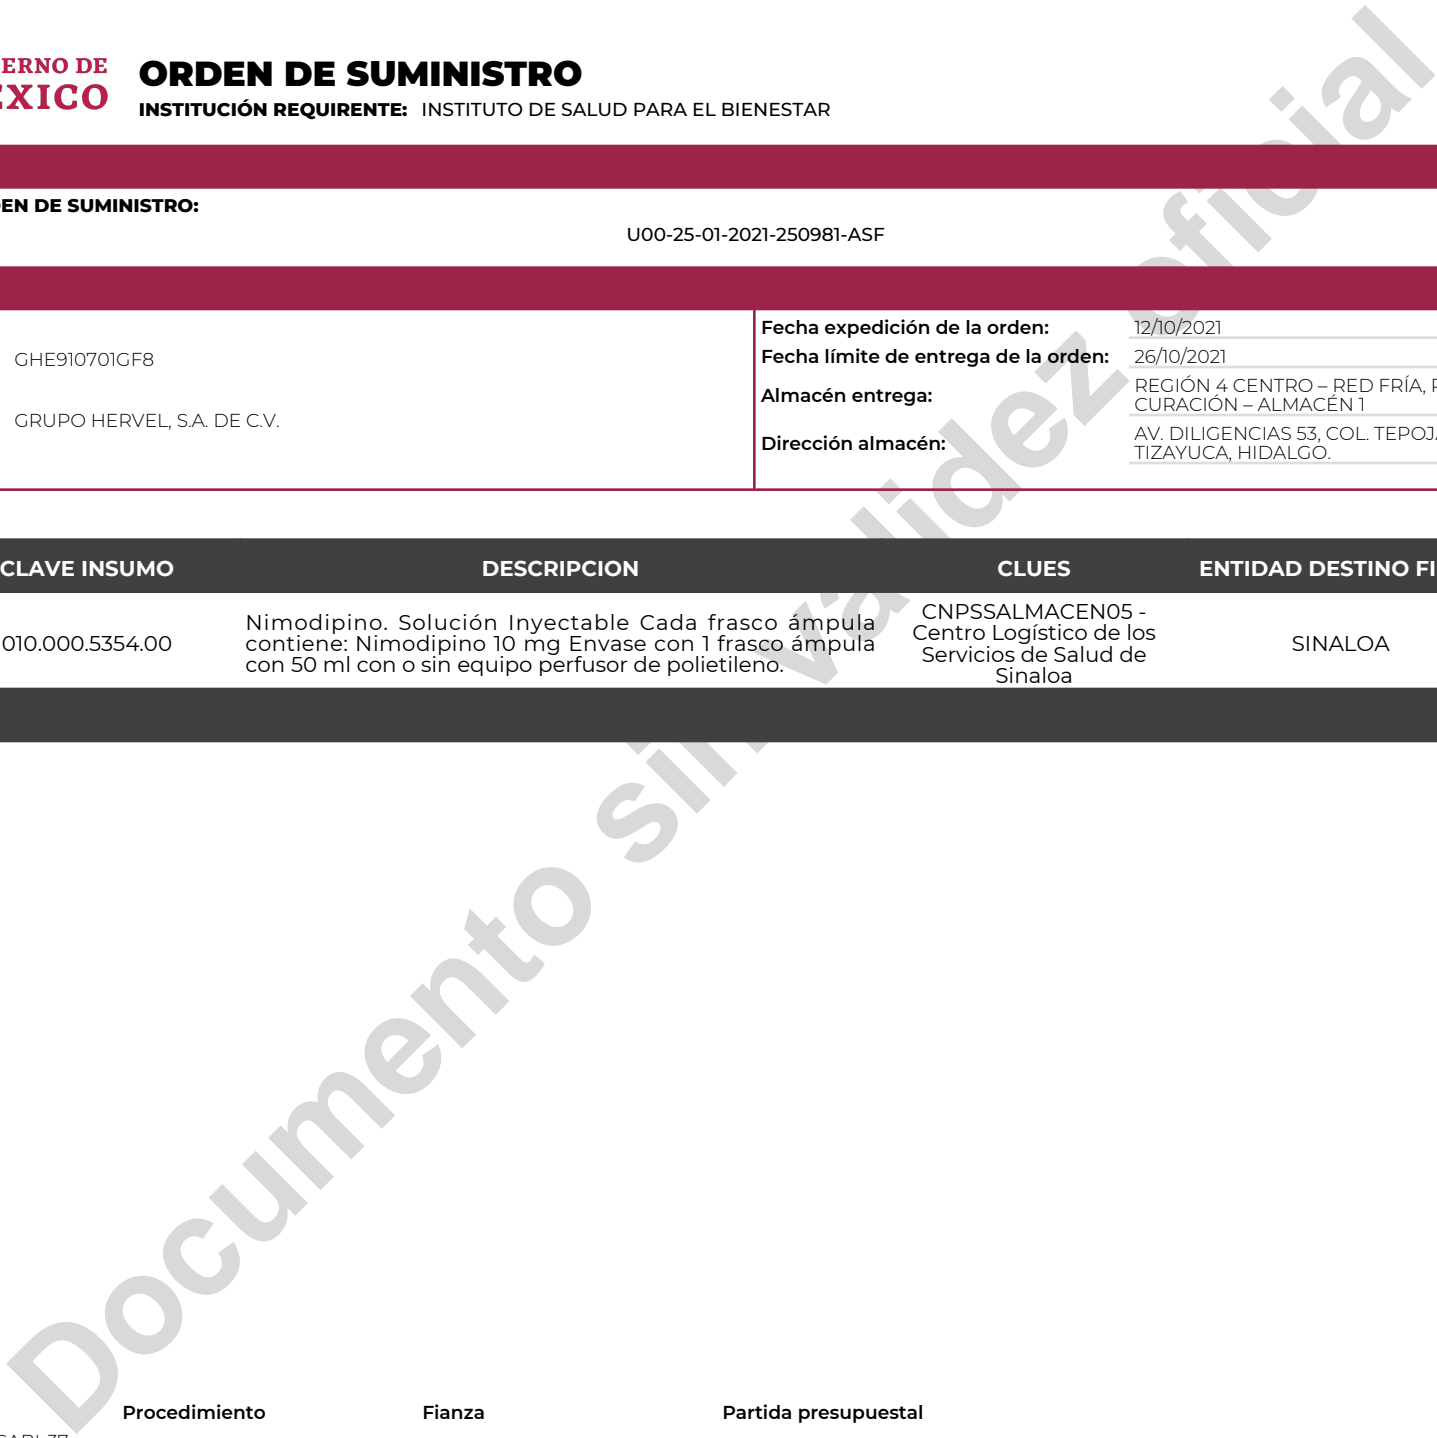 ERNO DE
EXICO
ORDEN DE SUMINISTRO
INSTITUCIÓN REQUIRENTE: INSTITUTO DE SALUD PARA EL BIENESTAR
EN DE SUMINISTRO:
U00-25-01-2021-250981-ASF
GHE910701GF8
GRUPO HERVEL, S.A. DE C.V.
Fecha expedición de la orden: 12/10/2021
Fecha límite de entrega de la orden: 26/10/2021
Almacén entrega: REGIÓN 4 CENTRO – RED FRÍA,
CURACIÓN – ALMACÉN 1
Dirección almacén: AV. DILIGENCIAS 53, COL. TEPOJ
TIZAYUCA, HIDALGO.
CLAVE INSUMO DESCRIPCION CLUES ENTIDAD DESTINO FI
010.000.5354.00
Nimodipino. Solución Inyectable Cada frasco ámpula
contiene: Nimodipino 10 mg Envase con 1 frasco ámpula
con 50 ml con o sin equipo perfusor de polietileno.
CNPSSALMACEN05 -
Centro Logístico de los
Servicios de Salud de
Sinaloa
SINALOA
Documento sin validez oficial
Procedimiento Fianza Partida presupuestal